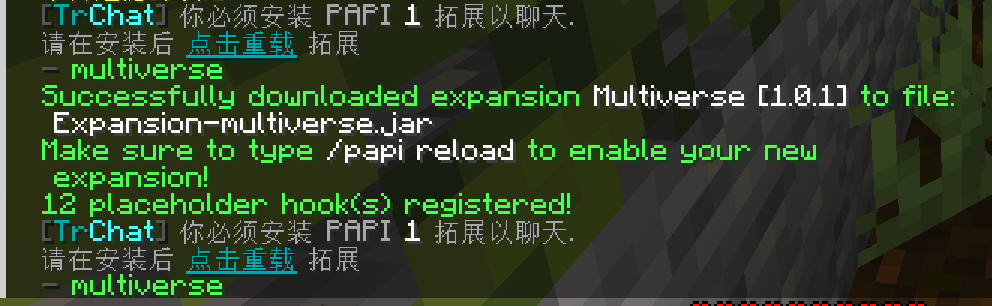 [TrChat] 你必须安装 PAPI 1 拓展以聊天.
请在安装后 点击重载 拓展
- multiverse
Successfully downloaded expansion Multiverse [1.0.1] to file:
Expansion-multiverse.jar
Make sure to type /papi reload to enable your new
expansion!
12 placeholder hook(s) registered!
[TrChat] 你必须安装 PAPI 1 拓展以聊天.
请在安装后 点击重载 拓展
- multiverse